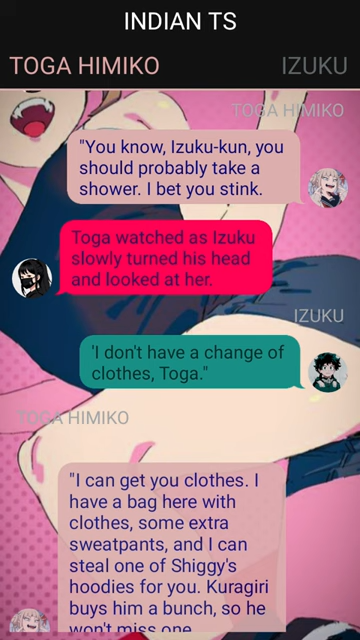 INDIAN TS
TOGA HIMIKO IZUKU
TOGA HIMIKO
"You know, Izuku-kun, you
should probably take a
shower. I bet you stink.
Toga watched as Izuku
slowly turned his head
and looked at her.
IZUKU
'I don't have a change of
clothes, Toga."
TOGA HIMIKO
"I can get you clothes. I
have a bag here with
clothes, some extra
sweatpants, and I can
steal one of Shiggy's
hoodies for you. Kuragiri
buys him a bunch, so he
won't miss one